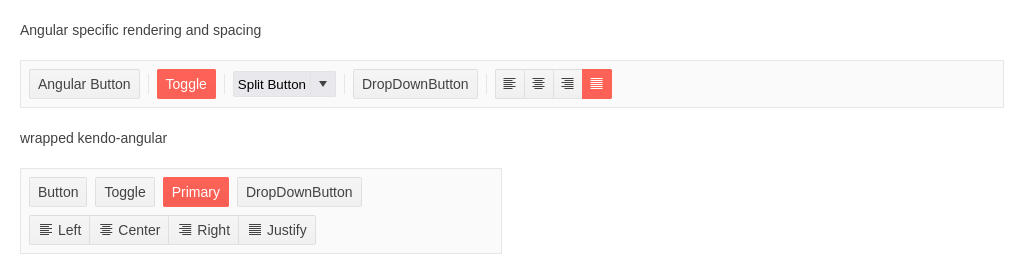 Angular specific rendering and spacing
Angular Button Toggle Split Button DropDownButton
wrapped kendo-angular
Button Toggle Primary DropDownButton
Left Center Right Justify